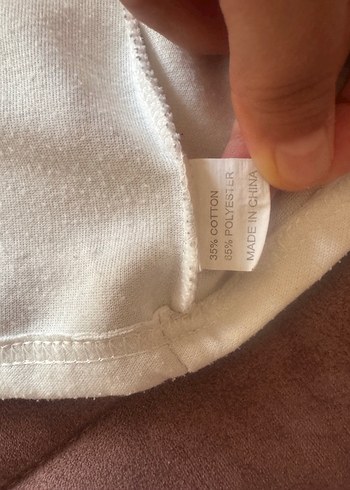 35% COTTON
65% POLYESTER
MADE IN CHINA